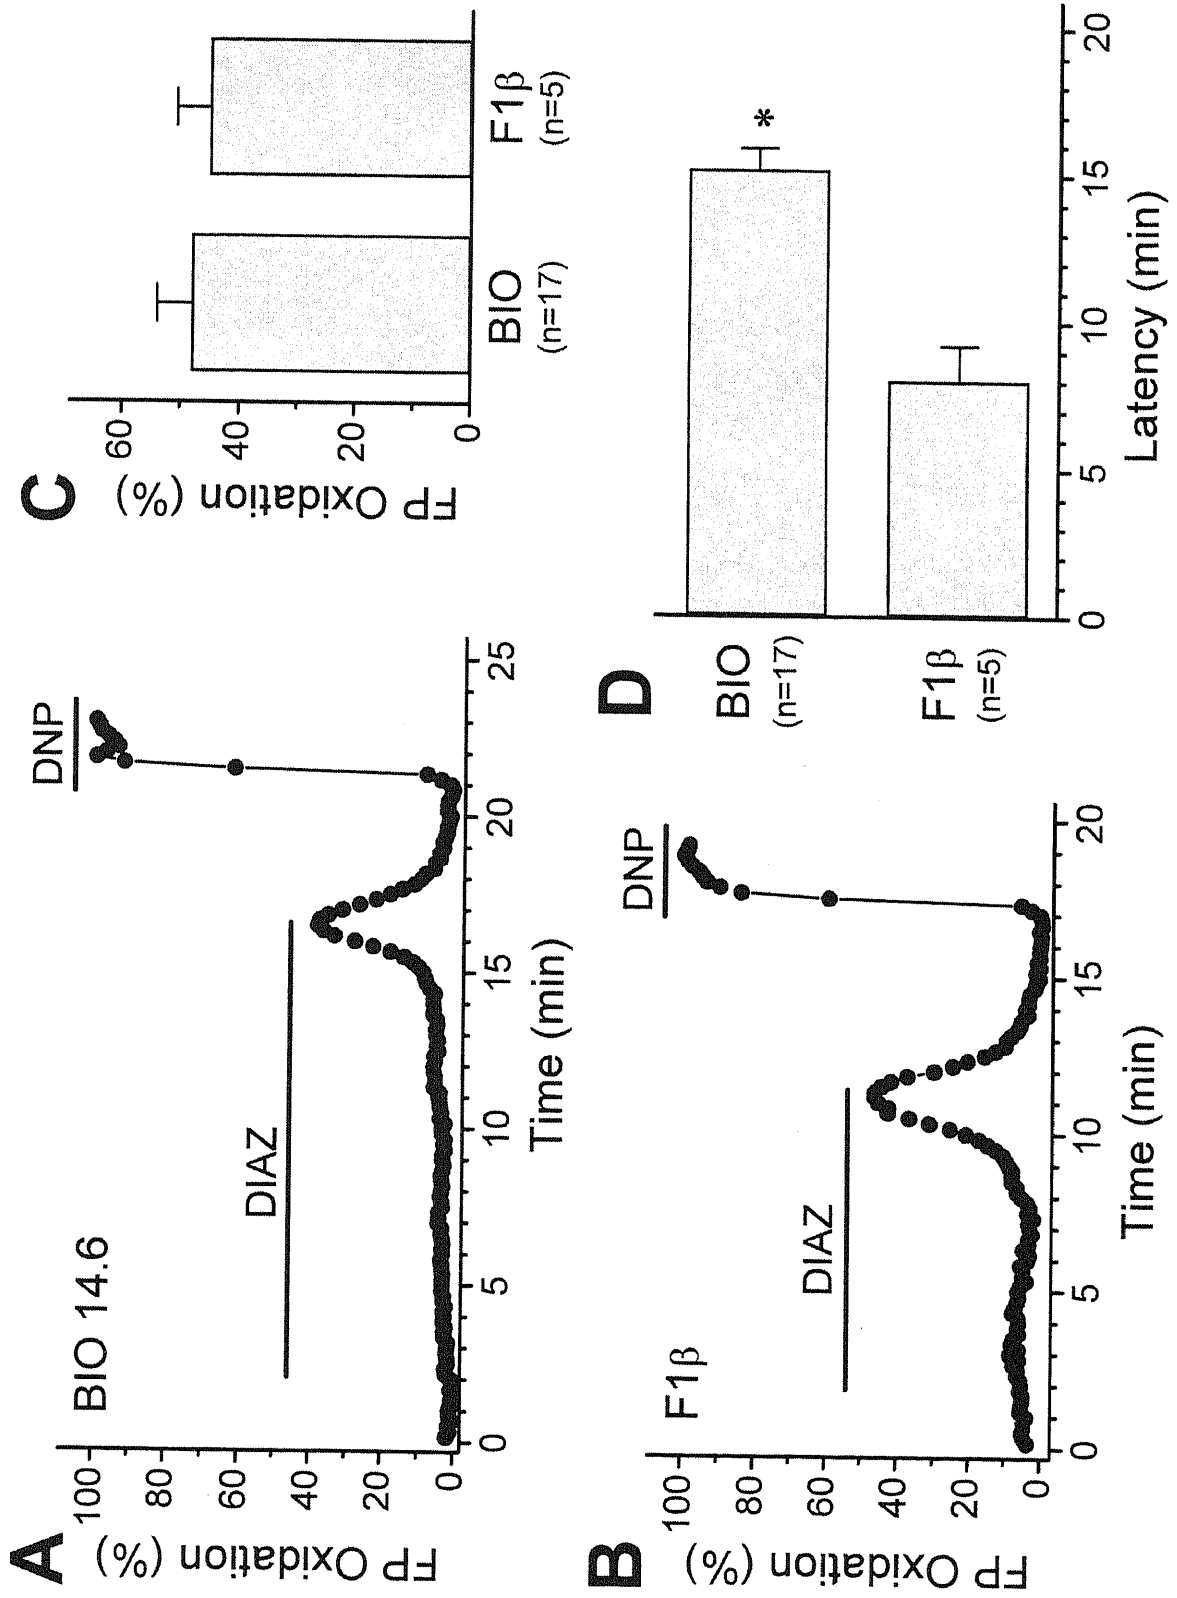 A
BIO 14.6
DNP
DIAZ
FP Oxidation (%)
100
80
60
40
20
0
0 5 10 15 20 25
Time (min)
B
F1β
DNP
DIAZ
FP Oxidation (%)
100
80
60
40
20
0
0 5 10 15 20
Time (min)
C
FP Oxidation (%)
60
40
20
0
BIO F1β
(n=17) (n=5)
D
BIO
(n=17)
*
F1β
(n=5)
0 5 10 15 20
Latency (min)